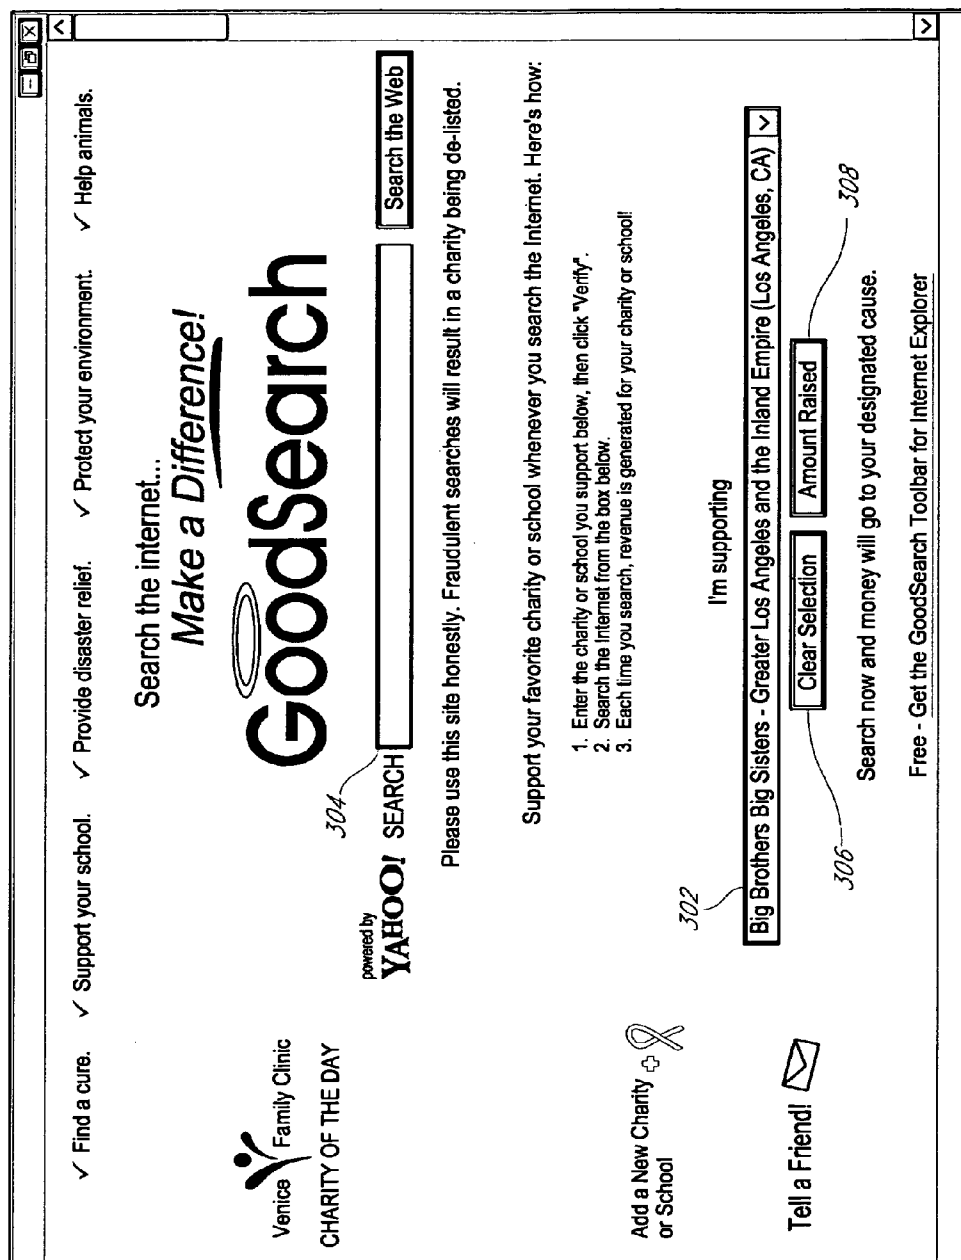 ✓ Find a cure. ✓ Support your school. ✓ Provide disaster relief. ✓ Protect your environment. ✓ Help animals.
Search the internet...
Make a Difference!
GoodSearch
Venice Family Clinic
CHARITY OF THE DAY
304
powered by
YAHOO! SEARCH
Search the Web
Please use this site honestly. Fraudulent searches will result in a charity being de-listed.
Support your favorite charity or school whenever you search the Internet. Here's how:
1. Enter the charity or school you support below, then click "Verify".
2. Search the Internet from the box below.
3. Each time you search, revenue is generated for your charity or school!
Add a New Charity
or School
I'm supporting
302
Big Brothers Big Sisters - Greater Los Angeles and the Inland Empire (Los Angeles, CA)
Clear Selection
Amount Raised
306
308
Tell a Friend!
Search now and money will go to your designated cause.
Free - Get the GoodSearch Toolbar for Internet Explorer